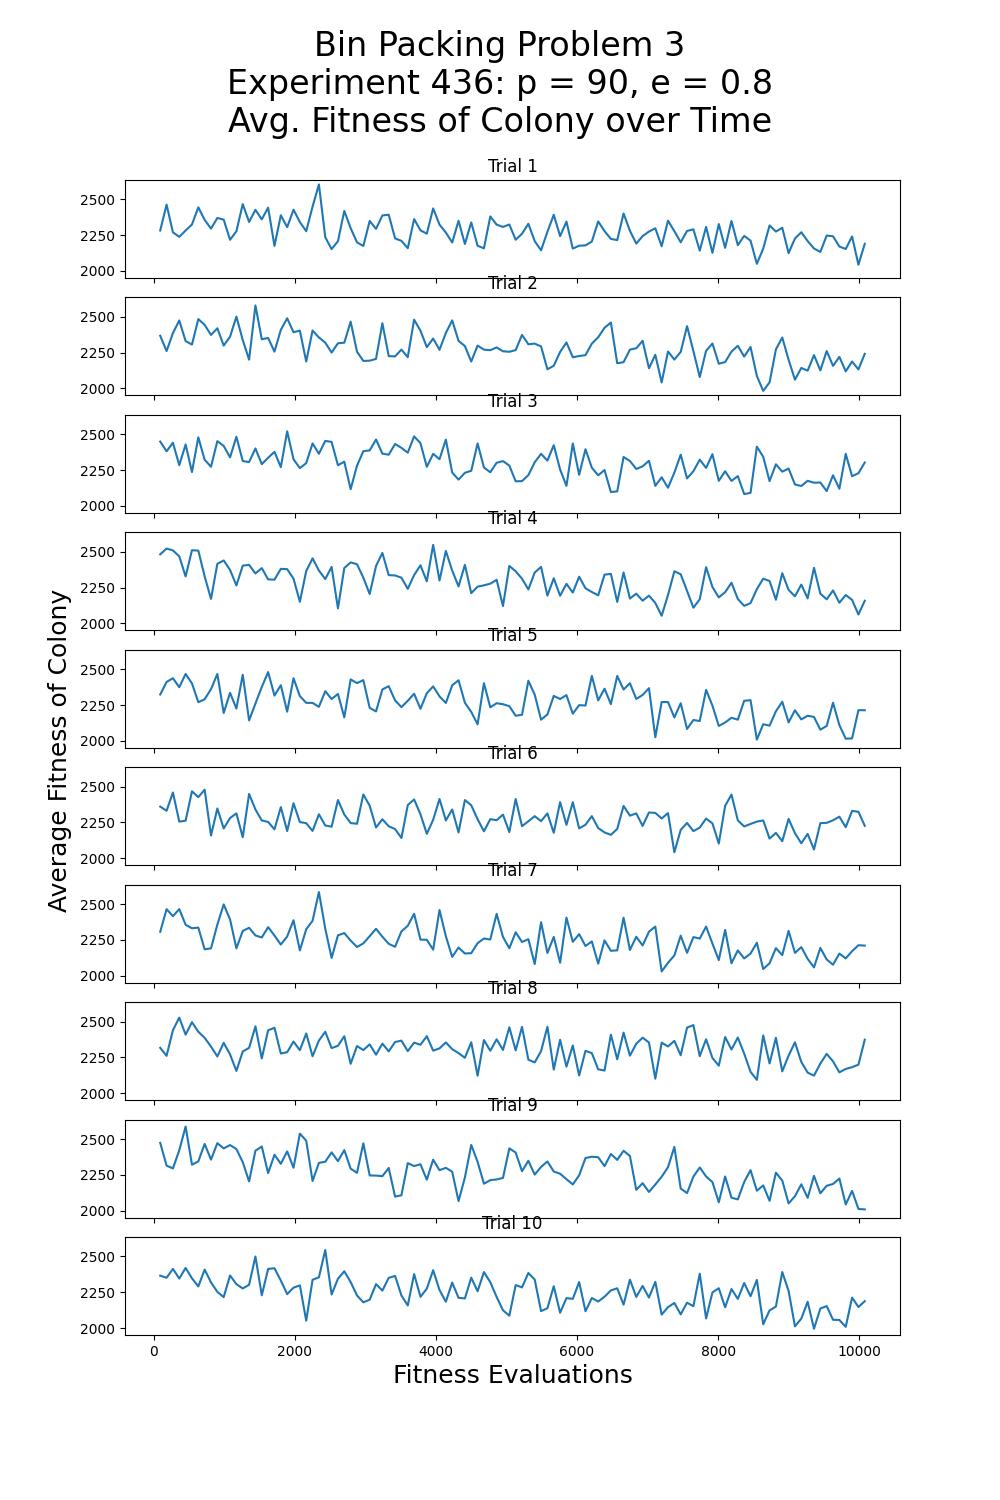 Bin Packing Problem 3
Experiment 436: p = 90, e = 0.8
Avg. Fitness of Colony over Time
Average Fitness of Colony
Trial 1
2500
2250
2000
Trial 2
2500
2250
2000
Trial 3
2500
2250
2000
Trial 4
2500
2250
2000
Trial 5
2500
2250
2000
Trial 6
2500
2250
2000
Trial 7
2500
2250
2000
Trial 8
2500
2250
2000
Trial 9
2500
2250
2000
Trial 10
2500
2250
2000
0 2000 4000 6000 8000 10000
Fitness Evaluations